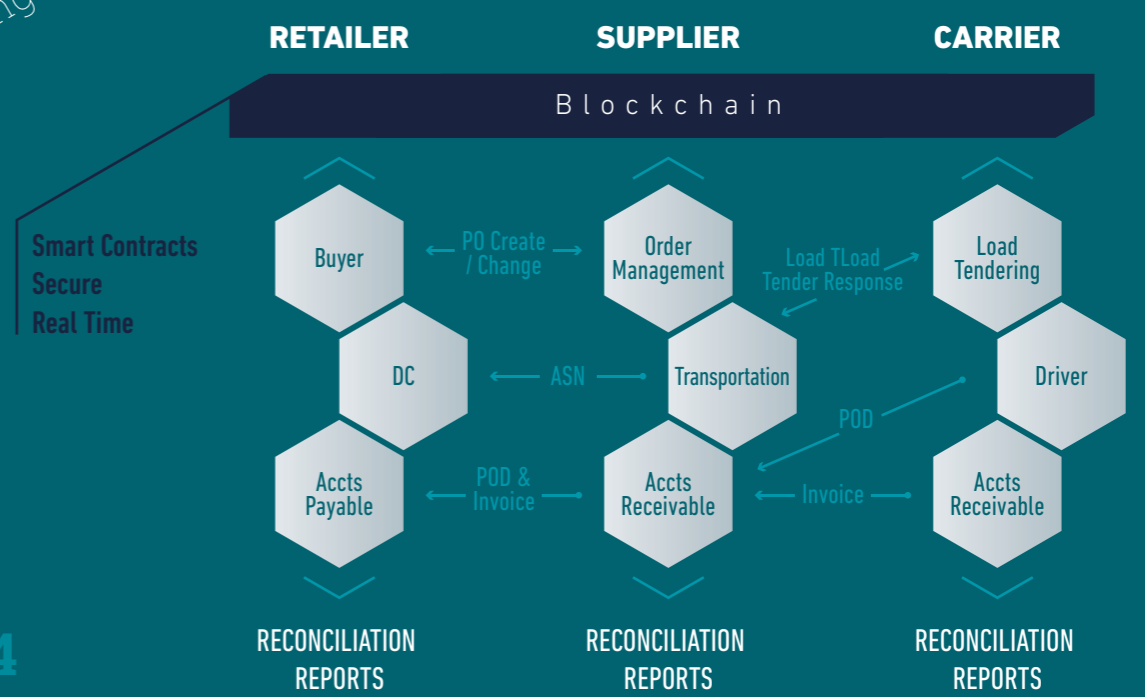 RETAILER
SUPPLIER
CARRIER
Blockchain
Smart Contracts
Secure
Real Time
Buyer
PO Create
/ Change
Order
Management
Load TLoad
Tender Response
Load
Tendering
DC
ASN
Transportation
Driver
POD
Accts
Payable
POD &
Invoice
Accts
Receivable
Invoice
Accts
Receivable
RECONCILIATION
REPORTS
RECONCILIATION
REPORTS
RECONCILIATION
REPORTS
4